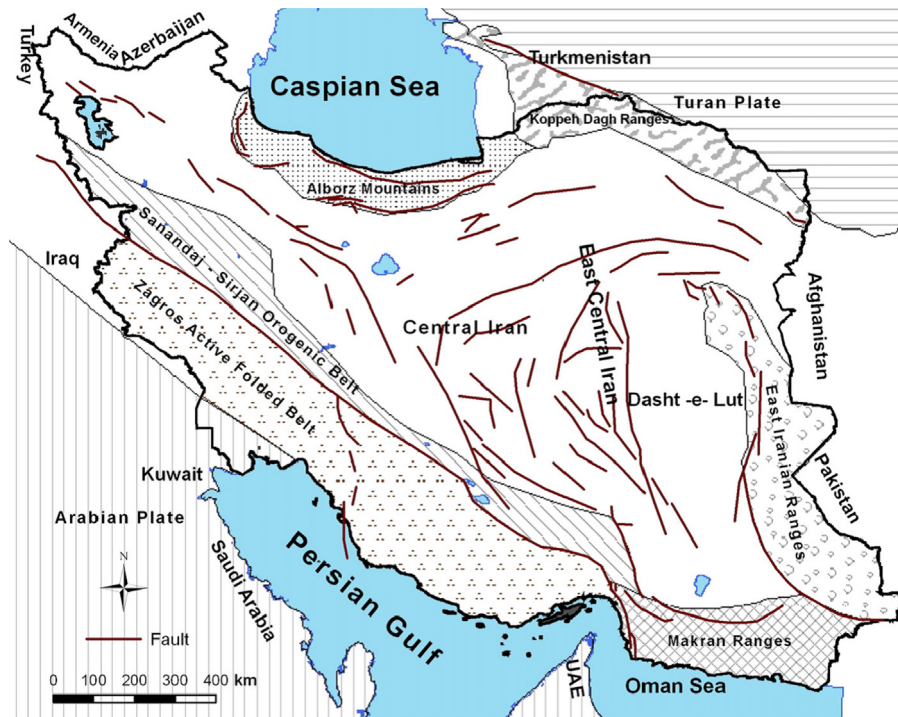 Armenia
Azerbaijan
Turkey
Caspian Sea
Turkmenistan
Turan Plate
Koppeh Dagh Ranges
Alborz Mountains
Sanandaj - Sirjan Orogenic Belt
Iraq
Zagros Active Folded Belt
Central Iran
East Central Iran
Afghanistan
Dasht -e- Lut
East Iranian Ranges
Pakistan
Kuwait
Arabian Plate
Persian Gulf
Saudi Arabia
N
Fault
Makran Ranges
UAE
Oman Sea
0 100 200 400 km